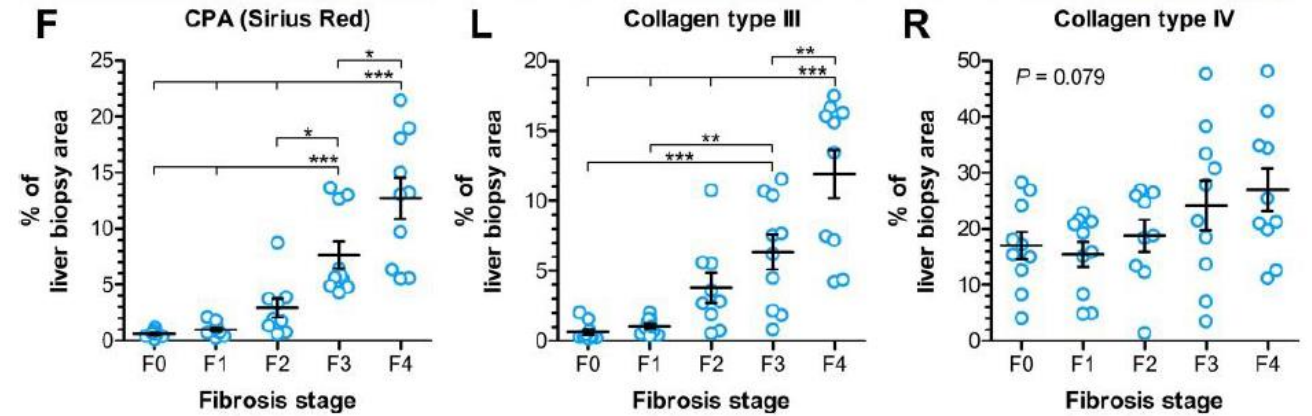 F CPA (Sirius Red)
% of
liver biopsy area
25
20
15
10
5
0
*
***
*
***
F0 F1 F2 F3 F4
Fibrosis stage
L Collagen type III
% of
liver biopsy area
20
15
10
5
0
**
***
**
***
F0 F1 F2 F3 F4
Fibrosis stage
R Collagen type IV
% of
liver biopsy area
50
40
30
20
10
0
P = 0.079
F0 F1 F2 F3 F4
Fibrosis stage